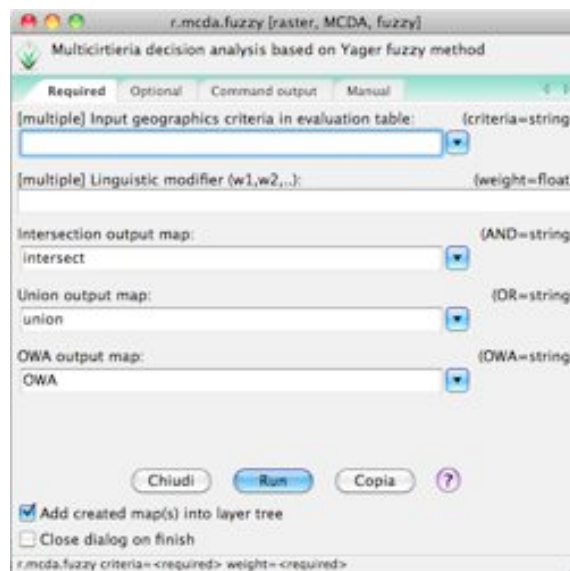 r.mcda.fuzzy [raster, MCDA, fuzzy]
Multicirtieria decision analysis based on Yager fuzzy method
Required Optional Command output Manual
[multiple] Input geographics criteria in evaluation table: (criteria=string
[multiple] Linguistic modifier (w1,w2,..): (weight=float
Intersection output map: (AND=string
intersect
Union output map: (OR=string
union
OWA output map: (OWA=string
OWA
Chiudi Run Copia ?
Add created map(s) into layer tree
Close dialog on finish
r.mcda.fuzzy criteria=<required> weight=<required>